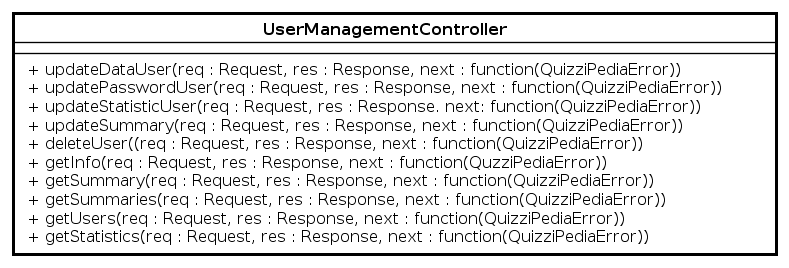 UserManagementController
+ updateDataUser(req : Request, res : Response, next : function(QuizziPediaError))
+ updatePasswordUser(req : Request, res : Response, next : function(QuizziPediaError))
+ updateStatisticUser(req : Request, res : Response. next: function(QuizziPediaError))
+ updateSummary(req : Request, res : Response, next : function(QuizziPediaError))
+ deleteUser((req : Request, res : Response, next : function(QuizziPediaError))
+ getInfo(req : Request, res : Response, next : function(QuzziPediaError))
+ getSummary(req : Request, res : Response, next : function(QuizziPediaError))
+ getSummaries(req : Request, res : Response, next : function(QuizziPediaError))
+ getUsers(req : Request, res : Response, next : function(QuizziPediaError))
+ getStatistics(req : Request, res : Response, next : function(QuizziPediaError))